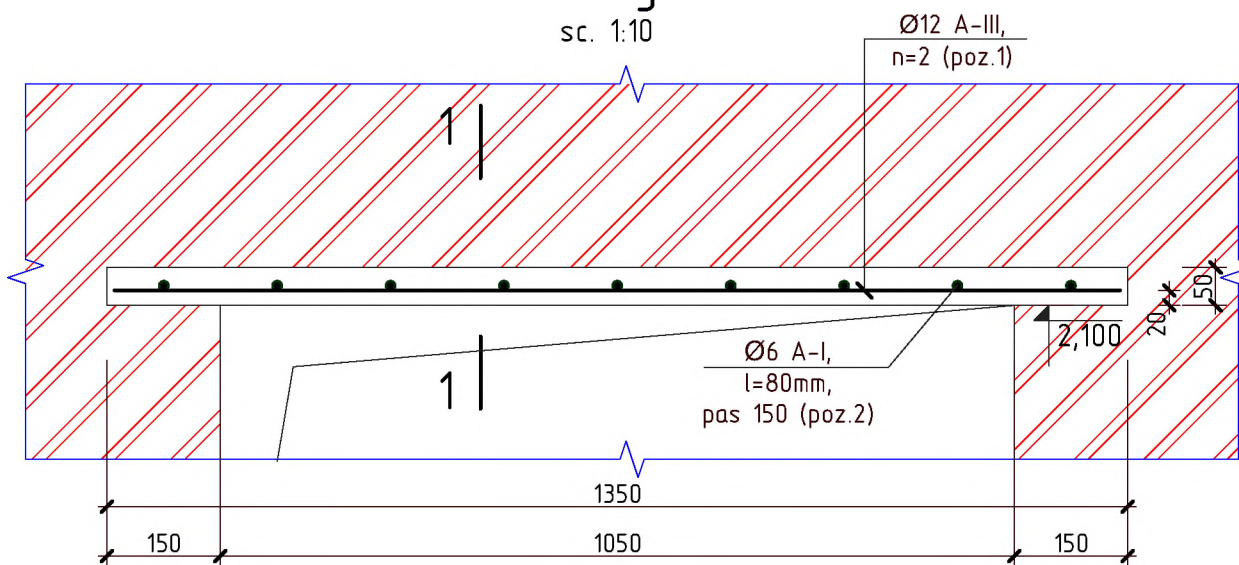 sc. 1:10
Ø12 A-III,
n=2 (poz.1)
1
50
20
2,100
Ø6 A-I,
l=80mm,
pas 150 (poz.2)
1
1350
150
1050
150